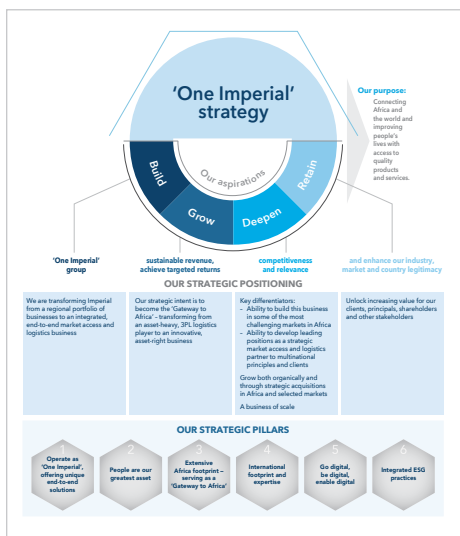 'One Imperial'
strategy
Our purpose:
Connecting
Africa and
the world and
improving
people's
lives with
access to
quality
products
and services.
Our aspirations
Build
Grow
Deepen
Retain
'One Imperial'
group
sustainable revenue,
achieve targeted returns
competitiveness
and relevance
and enhance our industry,
market and country legitimacy
OUR STRATEGIC POSITIONING
We are transforming Imperial
from a regional portfolio of
businesses to an integrated,
end-to-end market access and
logistics business
Our strategic intent is to
become the 'Gateway to
Africa' - transforming from
an asset-heavy, 3PL logistics
player to an innovative,
asset-right business
Key differentiators:
– Ability to build this business
in some of the most
challenging markets in Africa
– Ability to develop leading
positions as a strategic
market access and logistics
partner to multinational
principles and clients
Grow both organically and
through strategic acquisitions
in Africa and selected markets
A business of scale
Unlock increasing value for our
clients, principals, shareholders
and other stakeholders
OUR STRATEGIC PILLARS
1
Operate as
'One Imperial',
offering unique
end-to-end
solutions
2
People are our
greatest asset
3
Extensive
Africa footprint –
serving as a
'Gateway to Africa'
4
International
footprint and
expertise
5
Go digital,
be digital,
enable digital
6
Integrated ESG
practices